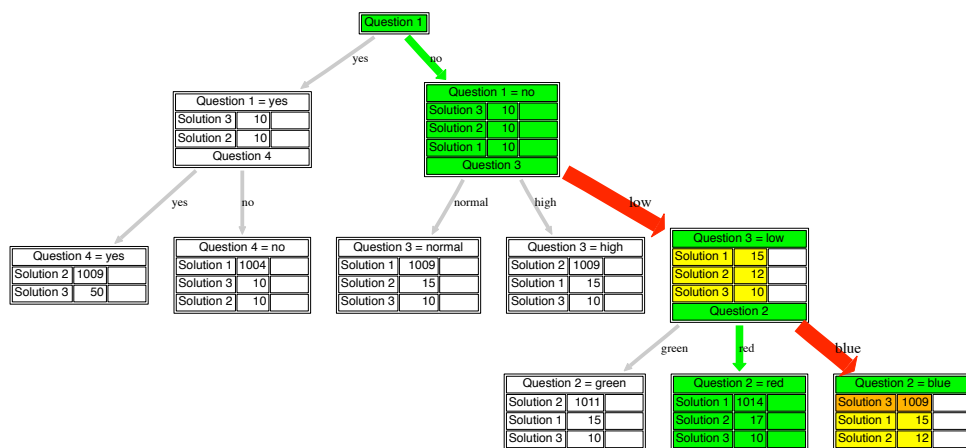 Question 1
yes
no
Question 1 = yes
Solution 3 10
Solution 2 10
Question 4
Question 1 = no
Solution 3 10
Solution 2 10
Solution 1 10
Question 3
yes
no
normal
high
low
Question 4 = yes
Solution 2 1009
Solution 3 50
Question 4 = no
Solution 1 1004
Solution 3 10
Solution 2 10
Question 3 = normal
Solution 1 1009
Solution 2 15
Solution 3 10
Question 3 = high
Solution 2 1009
Solution 1 15
Solution 3 10
Question 3 = low
Solution 1 15
Solution 2 12
Solution 3 10
Question 2
green
red
blue
Question 2 = green
Solution 2 1011
Solution 1 15
Solution 3 10
Question 2 = red
Solution 1 1014
Solution 2 17
Solution 3 10
Question 2 = blue
Solution 3 1009
Solution 1 15
Solution 2 12